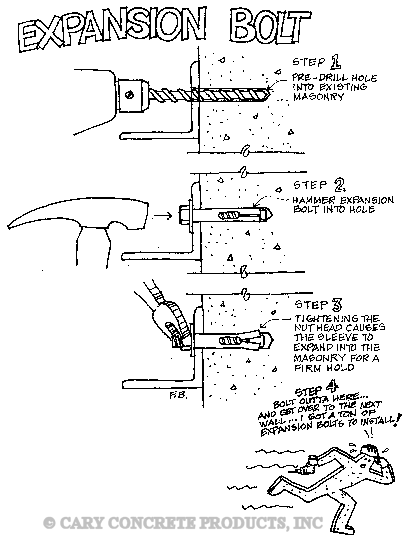 EXPANSION BOLT
STEP 1
PRE-DRILL HOLE
INTO EXISTING
MASONRY
STEP 2
HAMMER EXPANSION
BOLT INTO HOLE
STEP 3
TIGHTENING THE
NUT HEAD CAUSES
THE SLEEVE TO
EXPAND INTO THE
MASONRY FOR A
FIRM HOLD
F.B.
STEP 4
BOLT OUTTA HERE...
AND GET OVER TO THE NEXT
WALL... I GOT A TON OF
EXPANSION BOLTS TO INSTALL!
!!
© CARY CONCRETE PRODUCTS, INC